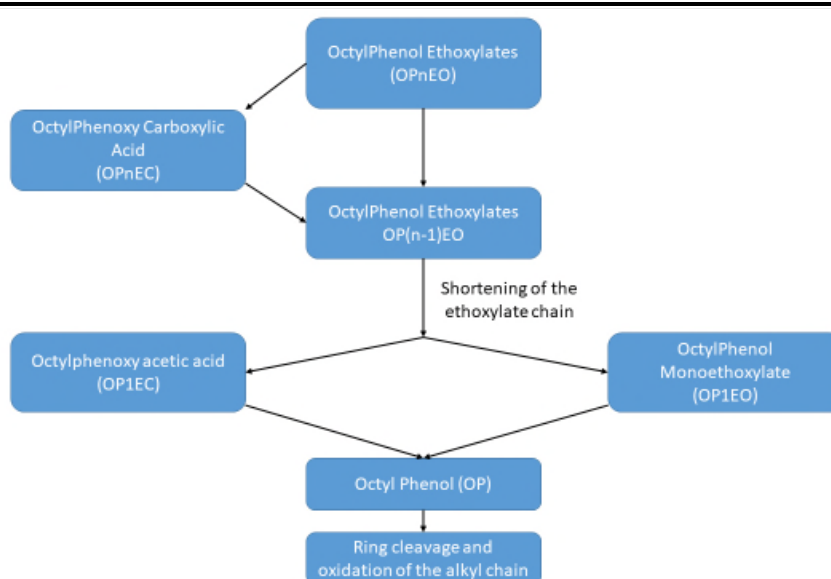 OctylPhenol Ethoxylates
(OPnEO)
OctylPhenoxy Carboxylic
Acid
(OPnEC)
OctylPhenol Ethoxylates
OP(n-1)EO
Shortening of the
ethoxylate chain
Octylphenoxy acetic acid
(OP1EC)
OctylPhenol
Monoethoxylate
(OP1EO)
Octyl Phenol (OP)
Ring cleavage and
oxidation of the alkyl chain